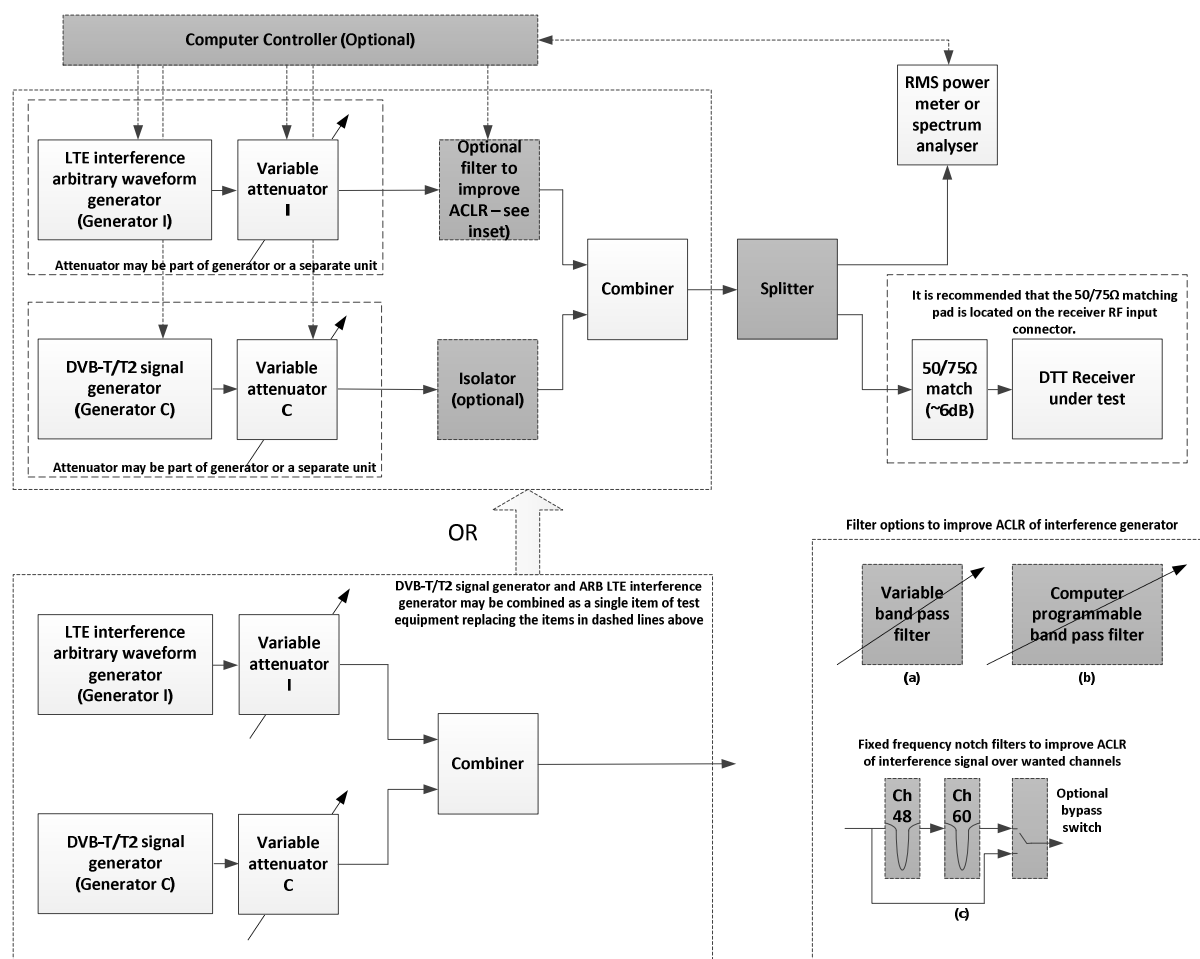 Computer Controller (Optional)
RMS power
meter or
spectrum
analyser
LTE interference
arbitrary waveform
generator
(Generator I)
Variable
attenuator
I
Optional
filter to
improve
ACLR – see
inset)
Attenuator may be part of generator or a separate unit
Combiner
Splitter
It is recommended that the 50/75Ω matching
pad is located on the receiver RF input
connector.
DVB-T/T2 signal
generator
(Generator C)
Variable
attenuator
C
Isolator
(optional)
50/75Ω
match
(~6dB)
DTT Receiver
under test
Attenuator may be part of generator or a separate unit
OR
DVB-T/T2 signal generator and ARB LTE interference
generator may be combined as a single item of test
equipment replacing the items in dashed lines above
LTE interference
arbitrary waveform
generator
(Generator I)
Variable
attenuator
I
Combiner
DVB-T/T2 signal
generator
(Generator C)
Variable
attenuator
C
Filter options to improve ACLR of interference generator
Variable
band pass
filter
(a)
Computer
programmable
band pass filter
(b)
Fixed frequency notch filters to improve ACLR
of interference signal over wanted channels
Ch
48
Ch
60
Optional
bypass
switch
(c)